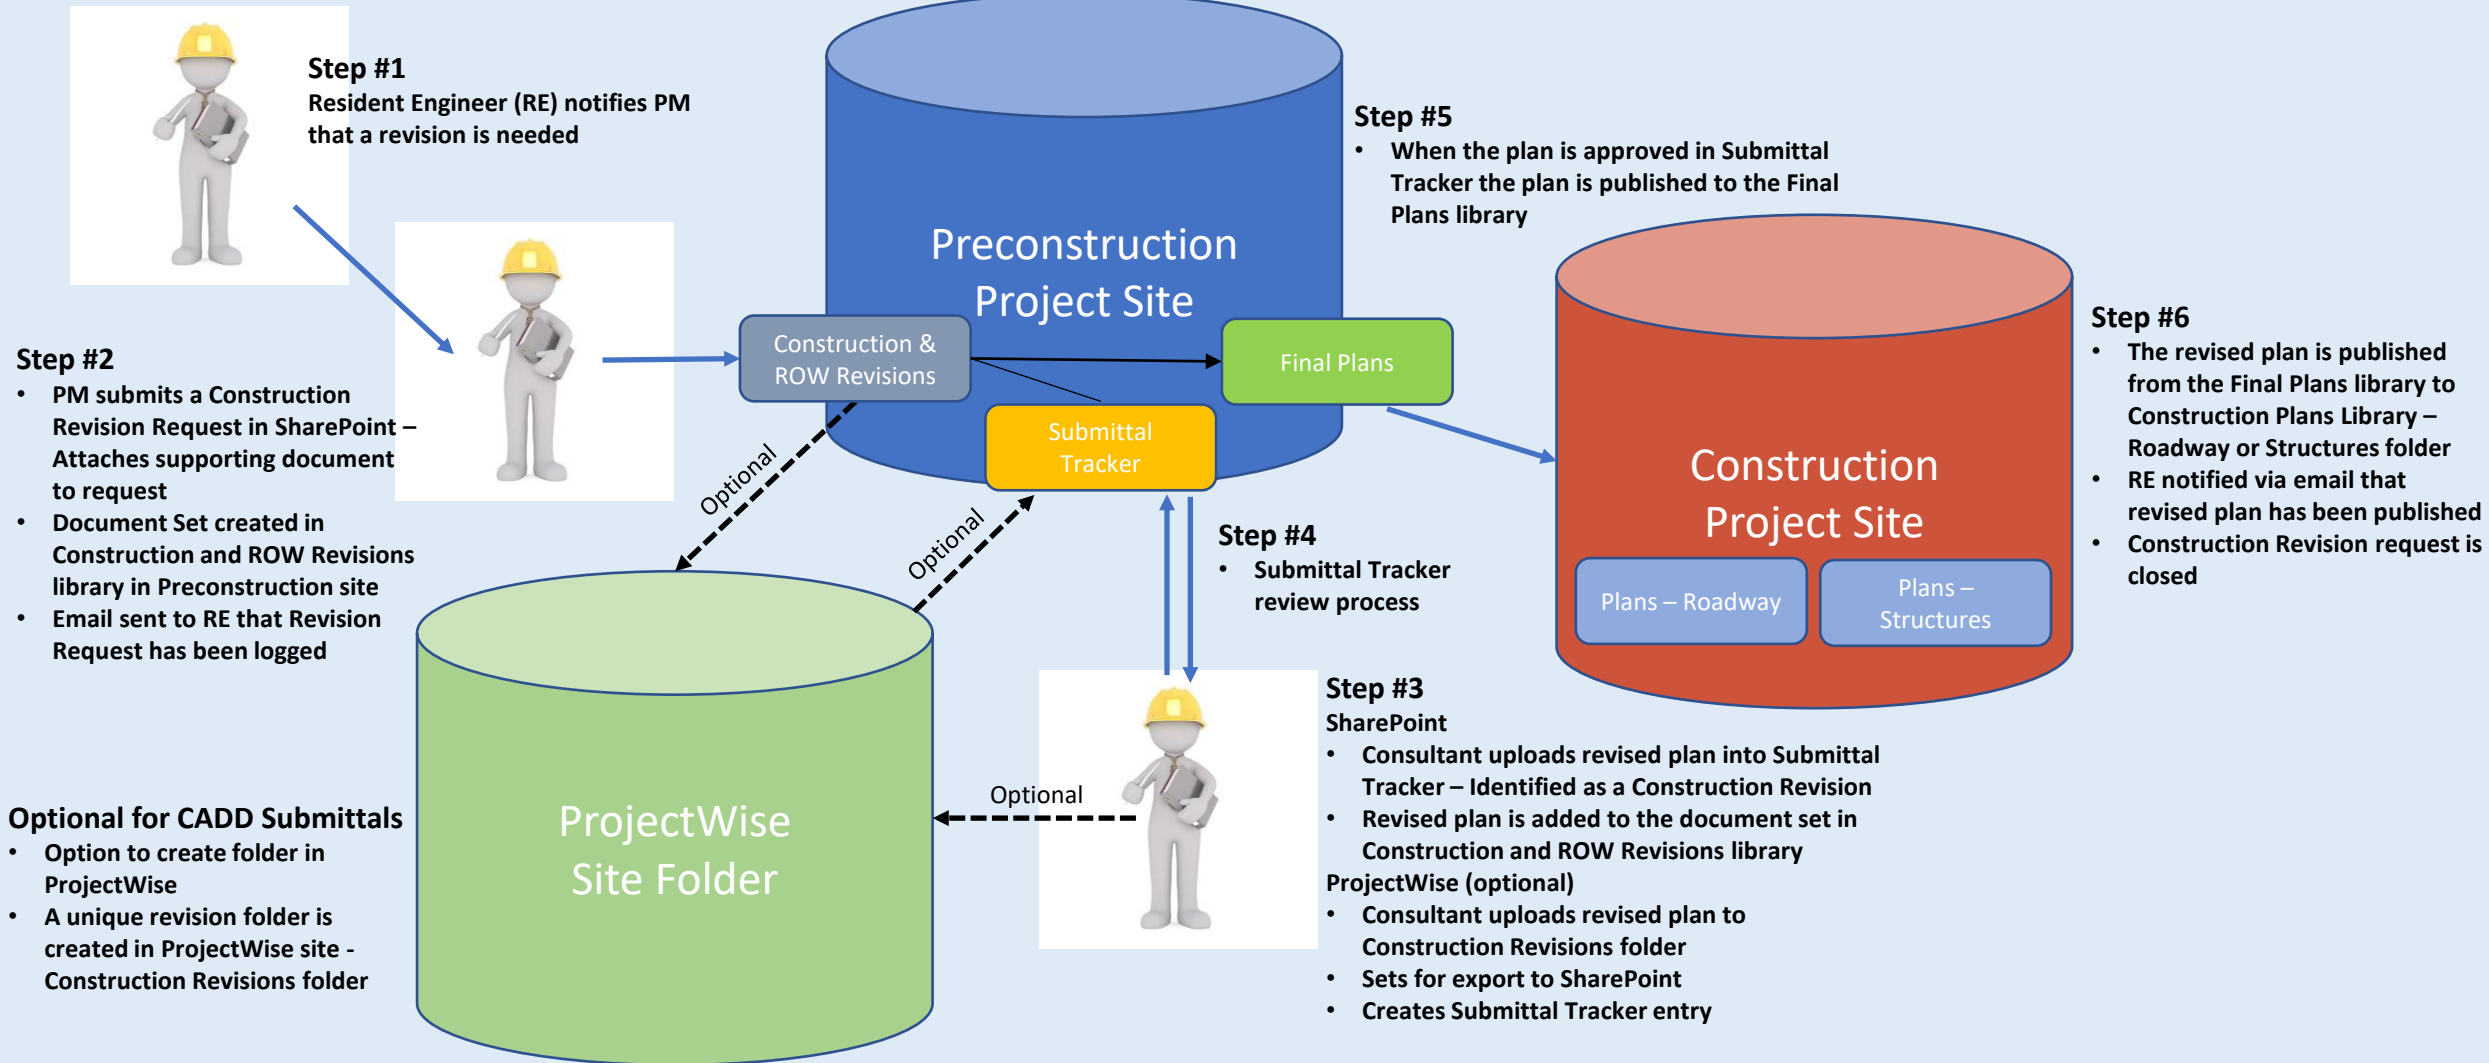 Step #1
Resident Engineer (RE) notifies PM
that a revision is needed
Step #2
• PM submits a Construction
Revision Request in SharePoint –
Attaches supporting document
to request
• Document Set created in
Construction and ROW Revisions
library in Preconstruction site
• Email sent to RE that Revision
Request has been logged
Preconstruction
Project Site
Construction &
ROW Revisions
Final Plans
Submittal
Tracker
Optional
Optional
Step #5
• When the plan is approved in Submittal
Tracker the plan is published to the Final
Plans library
Construction
Project Site
Plans – Roadway
Plans –
Structures
Step #6
• The revised plan is published
from the Final Plans library to
Construction Plans Library –
Roadway or Structures folder
• RE notified via email that
revised plan has been published
• Construction Revision request is
closed
Step #4
• Submittal Tracker
review process
Step #3
SharePoint
• Consultant uploads revised plan into Submittal
Tracker – Identified as a Construction Revision
• Revised plan is added to the document set in
Construction and ROW Revisions library
ProjectWise (optional)
• Consultant uploads revised plan to
Construction Revisions folder
• Sets for export to SharePoint
• Creates Submittal Tracker entry
Optional
ProjectWise
Site Folder
Optional for CADD Submittals
• Option to create folder in
ProjectWise
• A unique revision folder is
created in ProjectWise site -
Construction Revisions folder